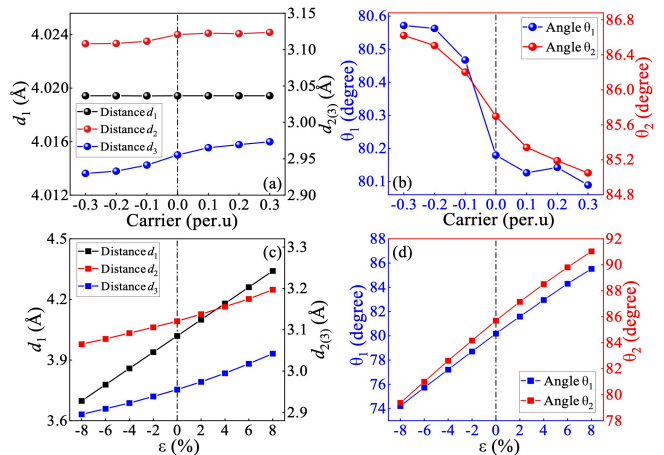 4.024
4.020
4.016
4.012
d₁ (Å)
3.15
3.10
3.05
3.00
2.95
2.90
d₂₍₃₎ (Å)
Distance d₁
Distance d₂
Distance d₃
(a)
-0.3 -0.2 -0.1 0.0 0.1 0.2 0.3
Carrier (per.u)
80.6
80.5
80.4
80.3
80.2
80.1
θ₁ (degree)
86.8
86.4
86.0
85.6
85.2
84.8
θ₂ (degree)
Angle θ₁
Angle θ₂
(b)
-0.3 -0.2 -0.1 0.0 0.1 0.2 0.3
Carrier (per.u)
4.5
4.2
3.9
3.6
d₁ (Å)
3.3
3.2
3.1
3.0
2.9
d₂₍₃₎ (Å)
Distance d₁
Distance d₂
Distance d₃
(c)
-8 -6 -4 -2 0 2 4 6 8
ε (%)
88
86
84
82
80
78
76
74
θ₁ (degree)
92
90
88
86
84
82
80
78
θ₂ (degree)
(d)
Angle θ₁
Angle θ₂
-8 -6 -4 -2 0 2 4 6 8
ε (%)